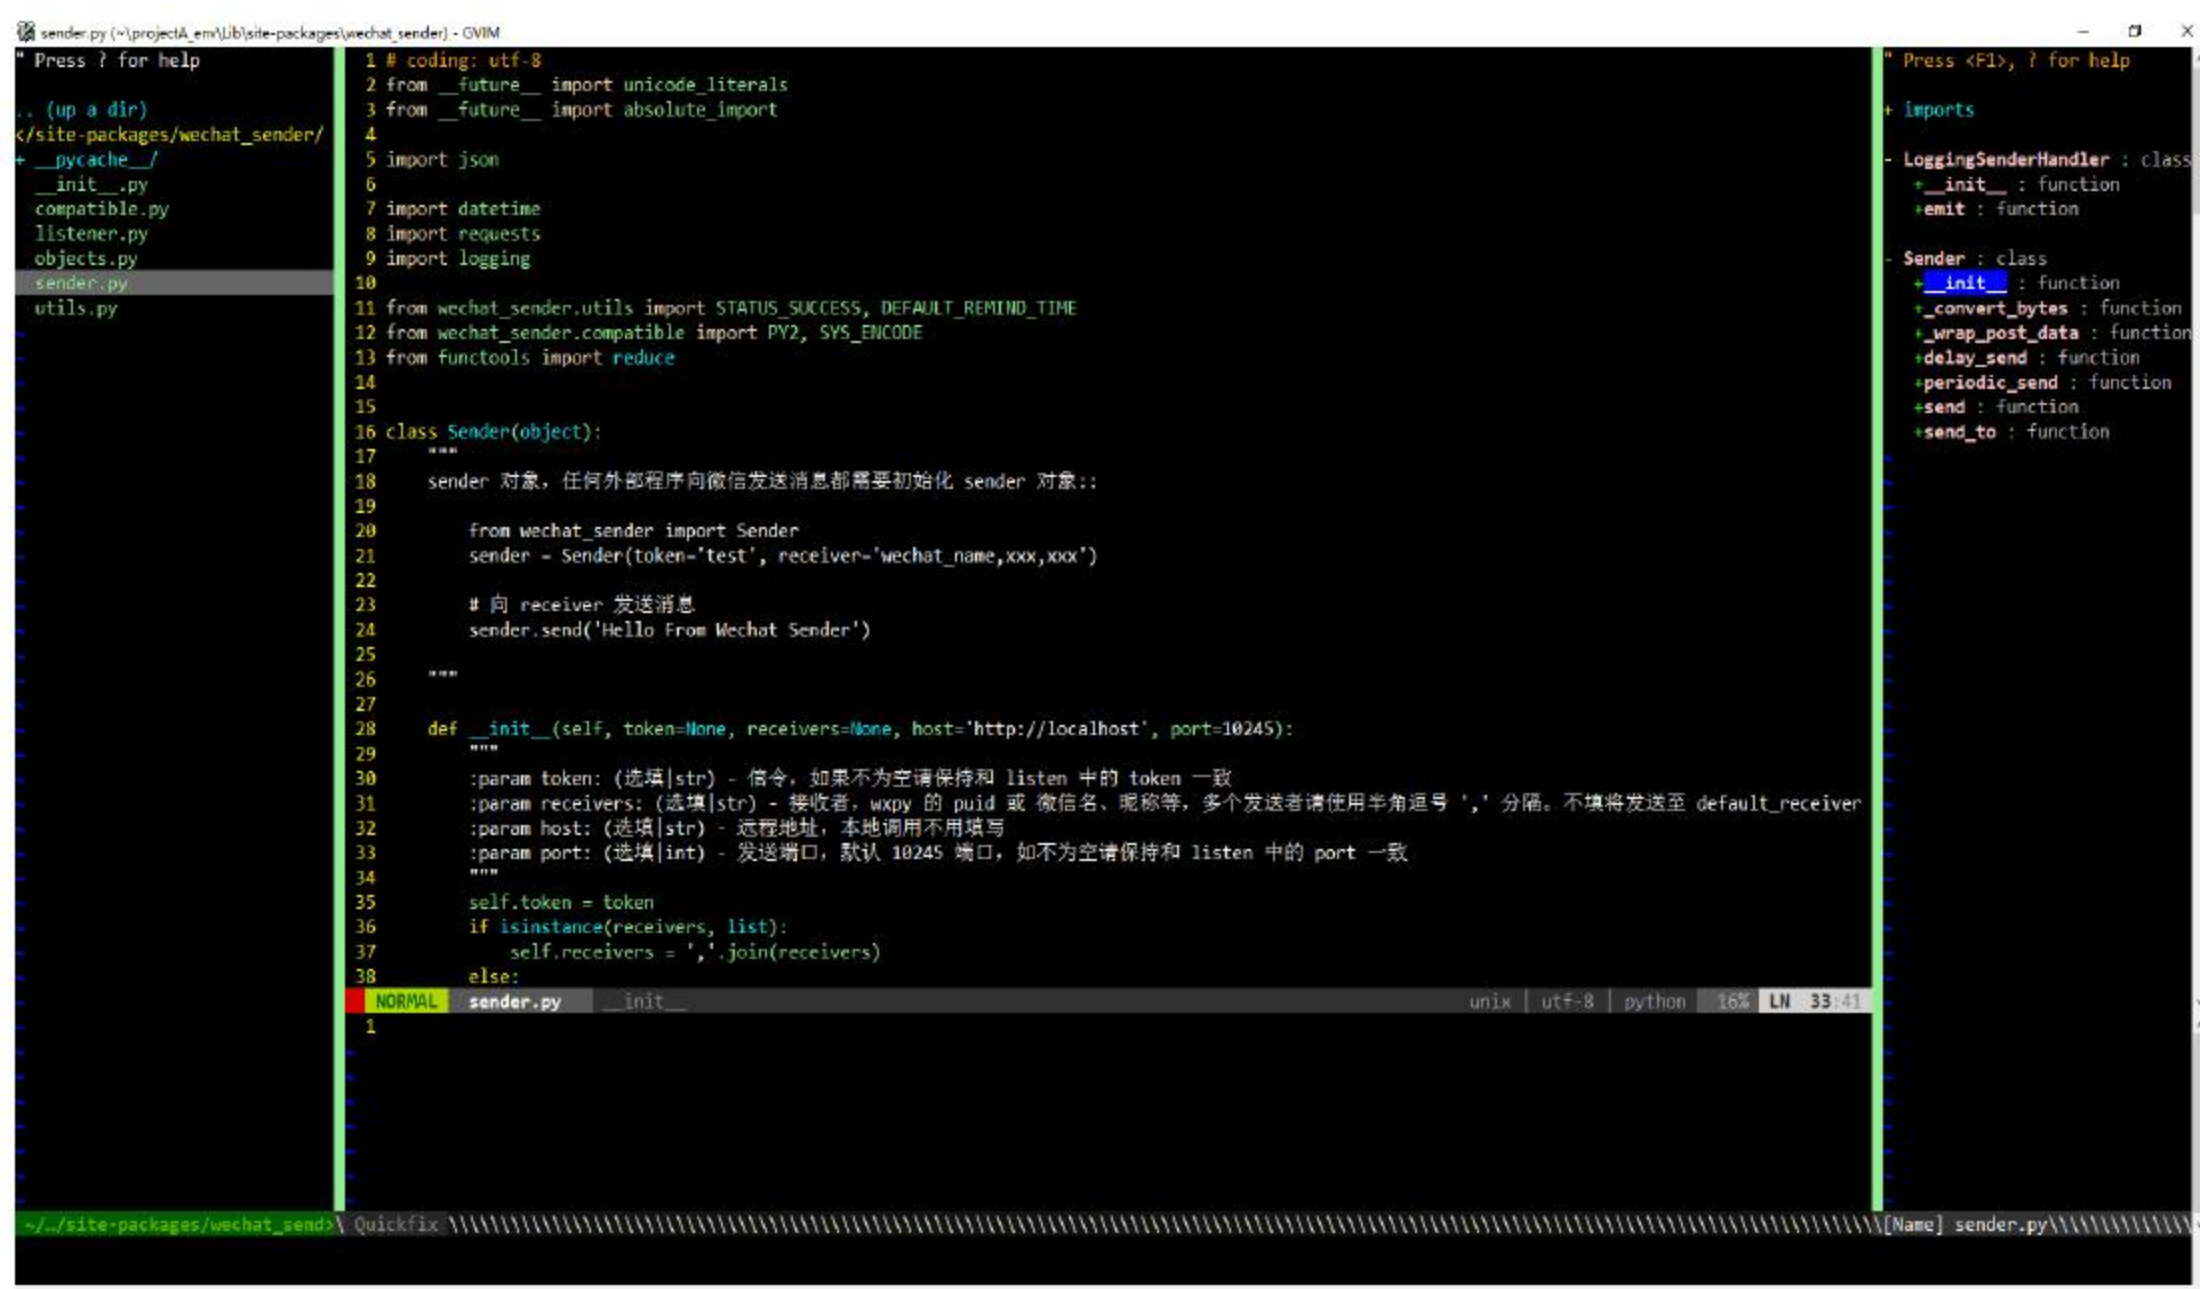 sender.py (~\projectA_env\Lib\site-packages\wechat_sender) - GVIM
" Press ? for help
.. (up a dir)
</site-packages/wechat_sender/
+ __pycache__/
__init__.py
compatible.py
listener.py
objects.py
sender.py
utils.py
1 # coding: utf-8
2 from __future__ import unicode_literals
3 from __future__ import absolute_import
4
5 import json
6
7 import datetime
8 import requests
9 import logging
10
11 from wechat_sender.utils import STATUS_SUCCESS, DEFAULT_REMIND_TIME
12 from wechat_sender.compatible import PY2, SYS_ENCODE
13 from functools import reduce
14
15
16 class Sender(object):
17     """
18     sender 对象，任何外部程序向微信发送消息都需要初始化 sender 对象::
19
20         from wechat_sender import Sender
21         sender = Sender(token='test', receiver='wechat_name,xxx,xxx')
22
23         # 向 receiver 发送消息
24         sender.send('Hello From Wechat Sender')
25
26     """
27
28     def __init__(self, token=None, receivers=None, host='http://localhost', port=10245):
29         """
30         :param token: (选填|str) - 信令，如果不为空请保持和 listen 中的 token 一致
31         :param receivers: (选填|str) - 接收者，wxpy 的 puid 或 微信名、昵称等，多个发送者请使用半角逗号 ',' 分隔。不填将发送至 default_receiver
32         :param host: (选填|str) - 远程地址，本地调用不用填写
33         :param port: (选填|int) - 发送端口，默认 10245 端口，如不为空请保持和 listen 中的 port 一致
34         """
35         self.token = token
36         if isinstance(receivers, list):
37             self.receivers = ','.join(receivers)
38         else:
NORMAL sender.py __init__ unix | utf-8 | python 16% LN 33:41
1
" Press <F1>, ? for help
+ imports
- LoggingSenderHandler : class
+__init__ : function
+emit : function
- Sender : class
+__init__ : function
+_convert_bytes : function
+_wrap_post_data : function
+delay_send : function
+periodic_send : function
+send : function
+send_to : function
~/../site-packages/wechat_send>\ Quickfix \\\\\\\\\\\\\\\\\\\\\\\\\\\\\\\\\\\\\\\\\\\\\\\\\\\\\\\\\\\\\\\\\\\\\\\\\\\\\\\\\\\\\\\\\\\\\\\\\\\\\\\\\\\\\\\\\\\\\\\\\\\\\\\\\\\\\\\\\\[Name] sender.py\\\\\\\\\\\\\\